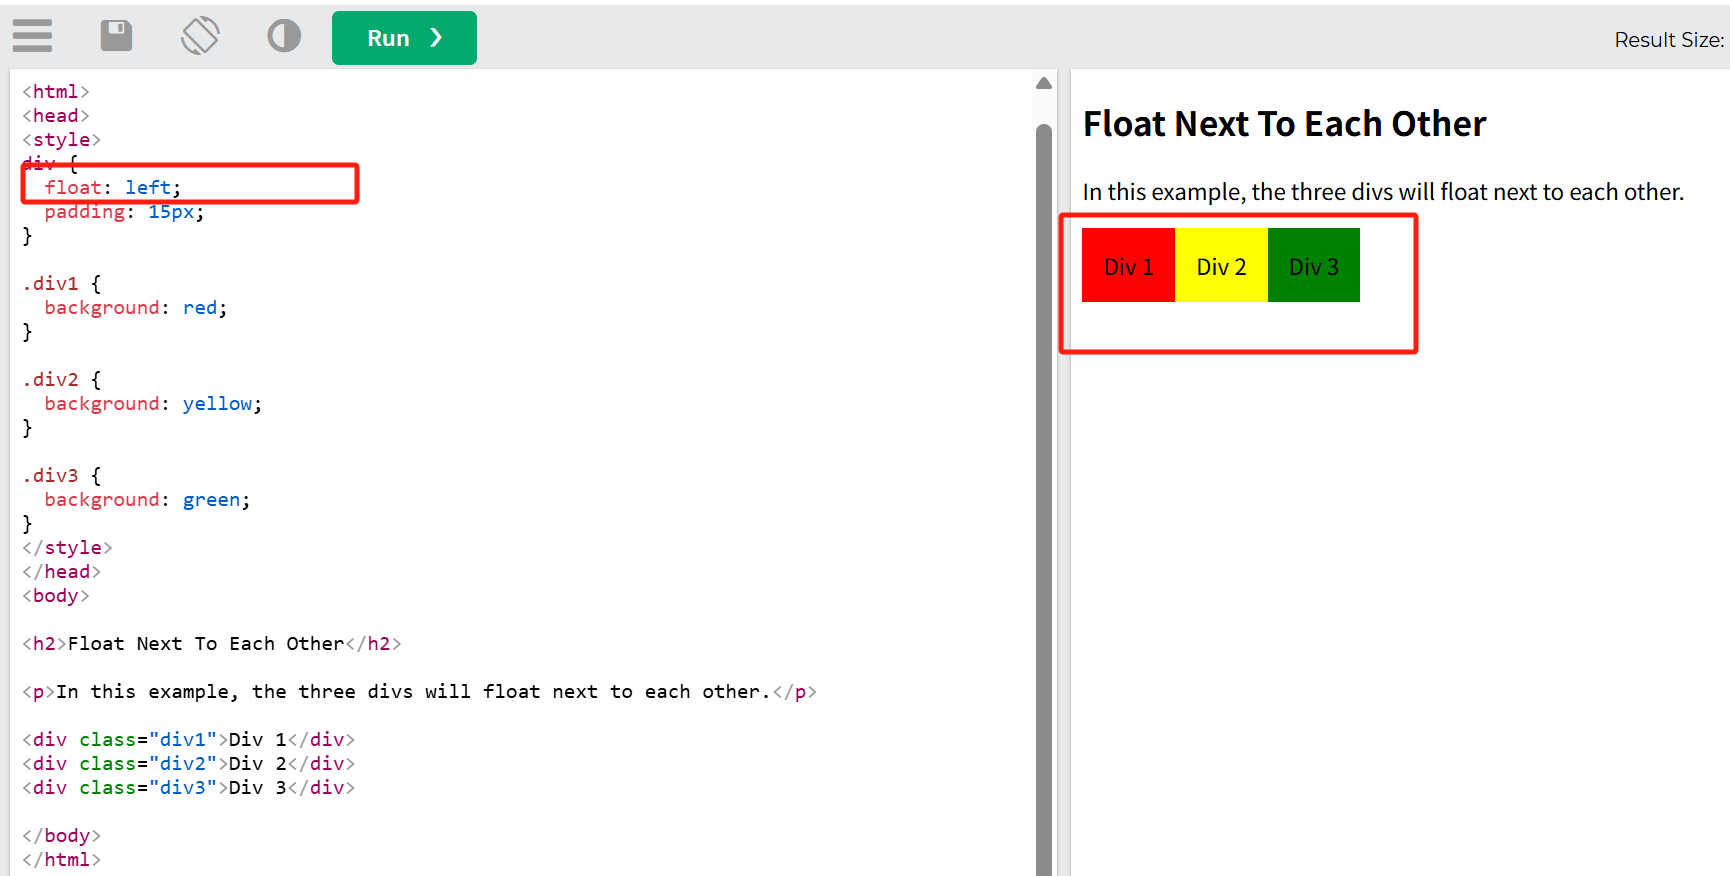 Run ❯
Result Size:
<html>
<head>
<style>
div {
  float: left;
  padding: 15px;
}

.div1 {
  background: red;
}

.div2 {
  background: yellow;
}

.div3 {
  background: green;
}
</style>
</head>
<body>

<h2>Float Next To Each Other</h2>

<p>In this example, the three divs will float next to each other.</p>

<div class="div1">Div 1</div>
<div class="div2">Div 2</div>
<div class="div3">Div 3</div>

</body>
</html>
Float Next To Each Other
In this example, the three divs will float next to each other.
Div 1 Div 2 Div 3